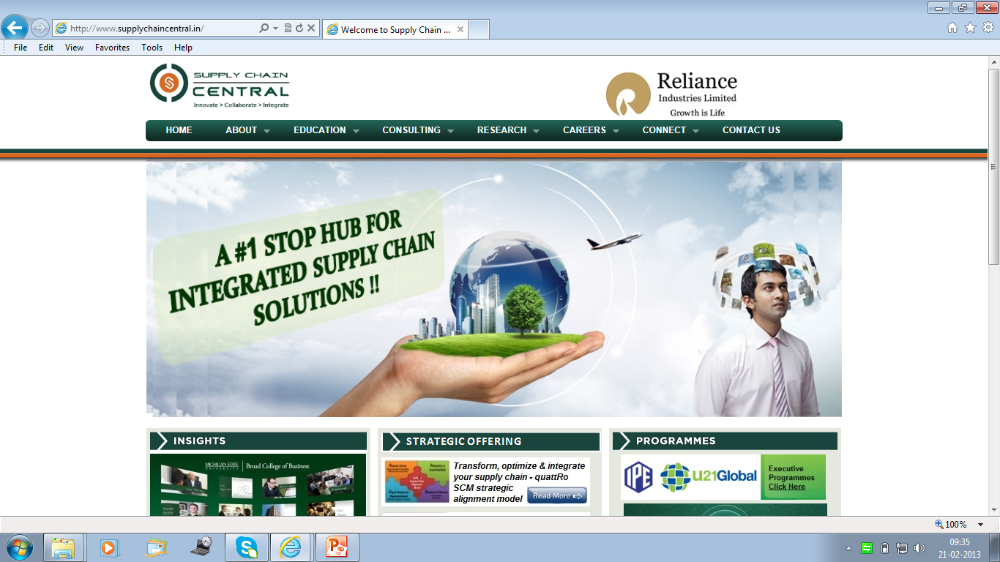 http://www.supplychaincentral.in/
Welcome to Supply Chain ...
File Edit View Favorites Tools Help
SUPPLY CHAIN
CENTRAL
Innovate > Collaborate > Integrate
Reliance
Industries Limited
Growth is Life
HOME ABOUT EDUCATION CONSULTING RESEARCH CAREERS CONNECT CONTACT US
A #1 STOP HUB FOR
INTEGRATED SUPPLY CHAIN
SOLUTIONS !!
INSIGHTS
MICHIGAN STATE
UNIVERSITY
Broad College of Business
STRATEGIC OFFERING
Transform, optimize & integrate
your supply chain - quattRo
SCM strategic
alignment model
Read More
PROGRAMMES
IPE
U21Global
Executive
Programmes
Click Here
100%
09:35
21-02-2013